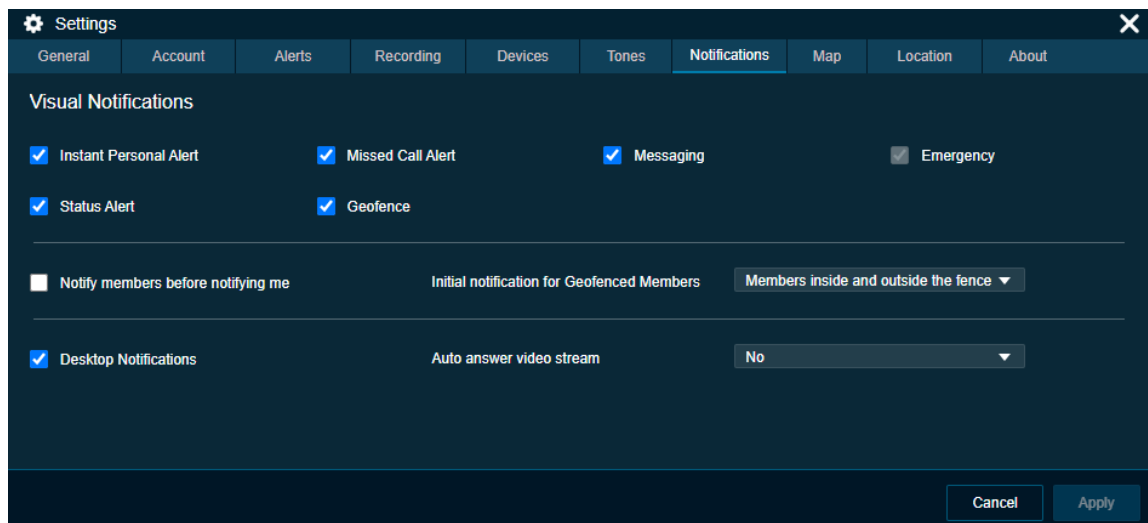 Settings
General Account Alerts Recording Devices Tones Notifications Map Location About
Visual Notifications
Instant Personal Alert Missed Call Alert Messaging Emergency
Status Alert Geofence
Notify members before notifying me Initial notification for Geofenced Members Members inside and outside the fence
Desktop Notifications Auto answer video stream No
Cancel Apply